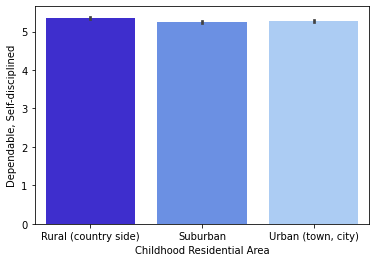 Dependable, Self-disciplined
5
4
3
2
1
0
Rural (country side) Suburban Urban (town, city)
Childhood Residential Area